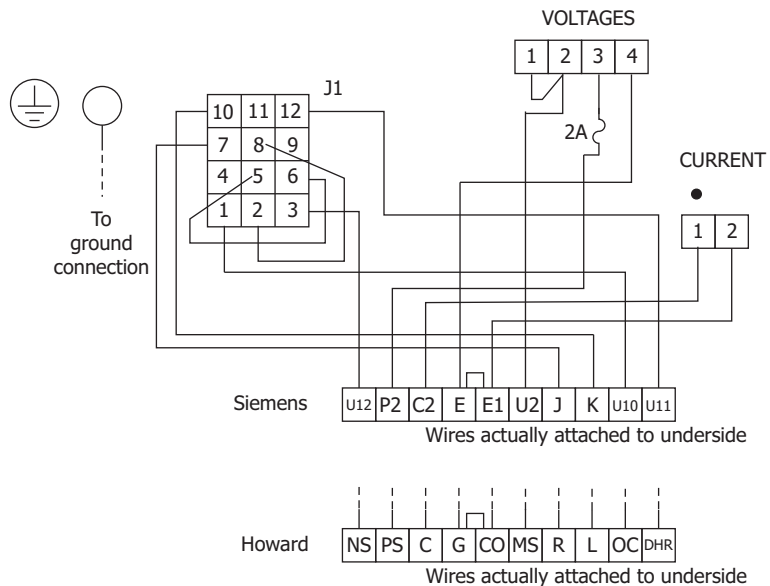 VOLTAGES
1 2 3 4
J1
10 11 12
2A
7 8 9
CURRENT
4 5 6
1 2 3
To
ground
connection
1 2
Siemens
U12 P2 C2 E E1 U2 J K U10 U11
Wires actually attached to underside
Howard
NS PS C G CO MS R L OC DHR
Wires actually attached to underside